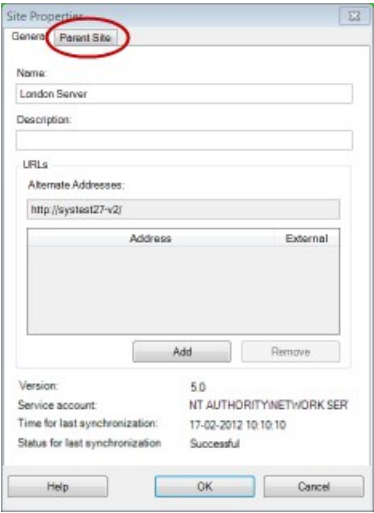 Site Properties
General Parent Site
Name:
London Server
Description:
URLs
Alternate Addresses:
http://systest27-v2/
Address External
Add Remove
Version: 5.0
Service account: NT AUTHORITY\NETWORK SER
Time for last synchronization: 17-02-2012 10:10:10
Status for last synchronization Successful
Help OK Cancel